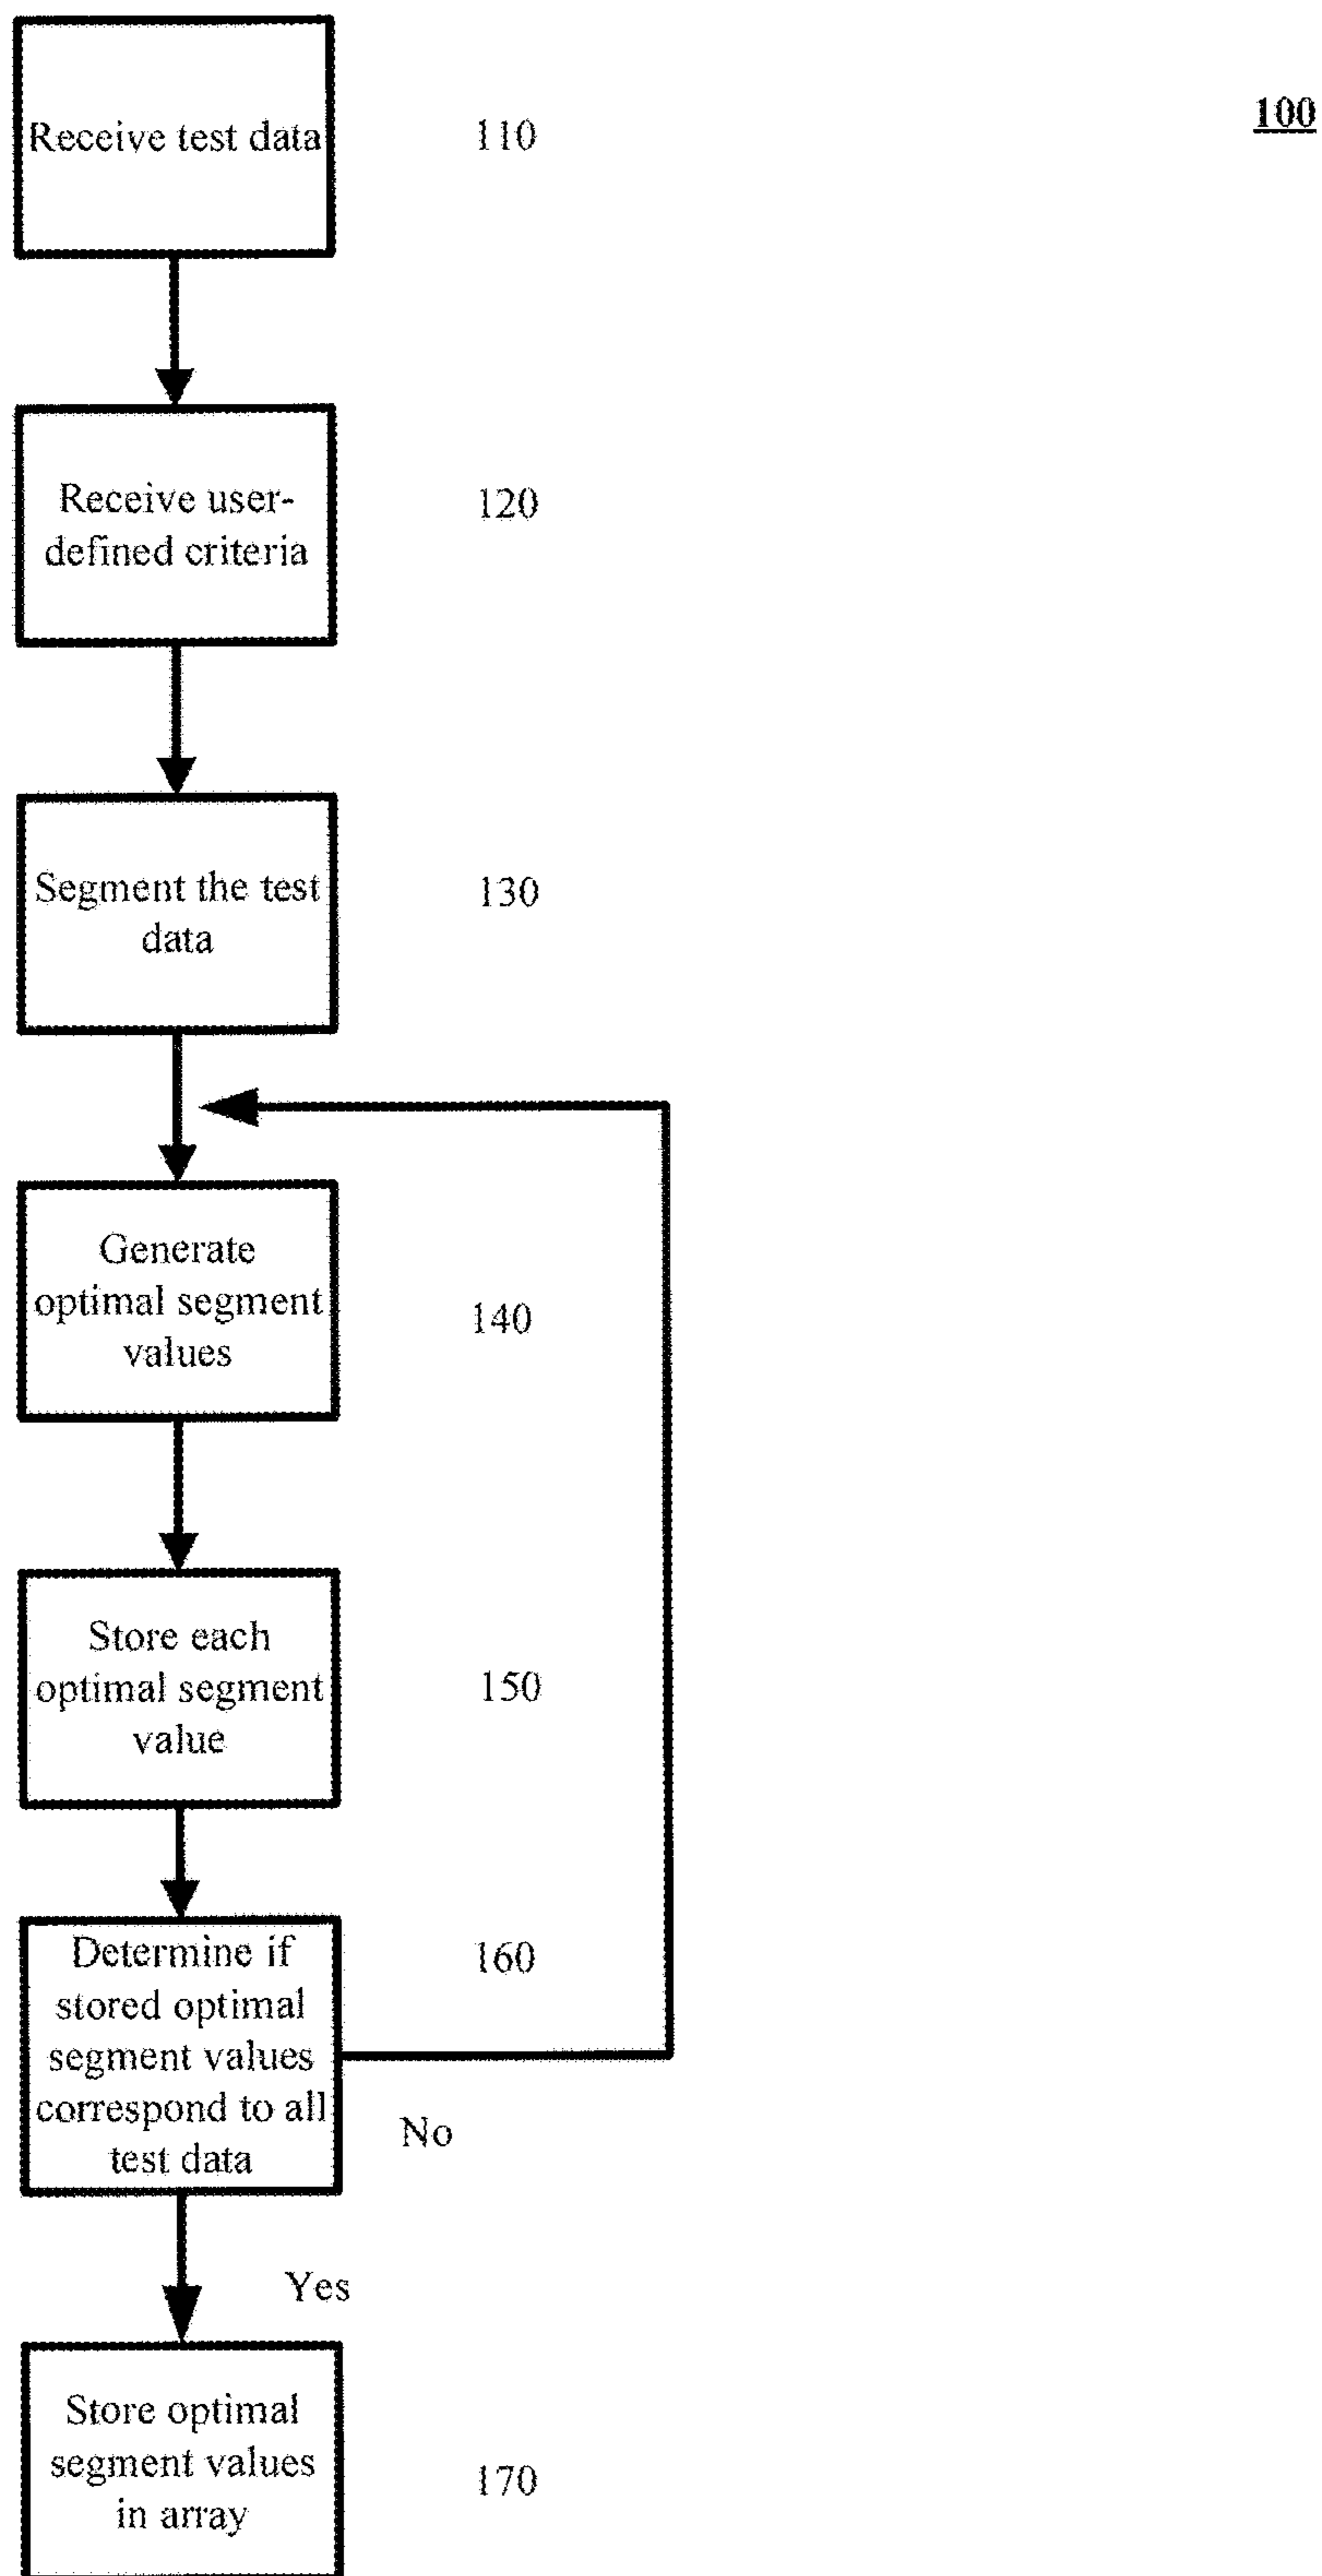 100
Receive test data
110
Receive user-
defined criteria
120
Segment the test
data
130
Generate
optimal segment
values
140
Store each
optimal segment
value
150
Determine if
stored optimal
segment values
correspond to all
test data
160
No
Yes
Store optimal
segment values
in array
170